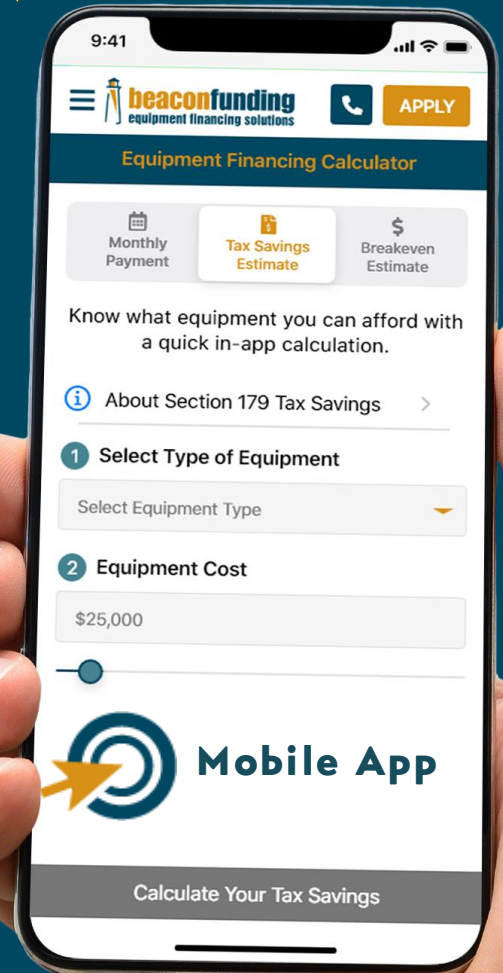 9:41
beaconfunding
equipment financing solutions
APPLY
Equipment Financing Calculator
Monthly
Payment
Tax Savings
Estimate
Breakeven
Estimate
Know what equipment you can afford with
a quick in-app calculation.
About Section 179 Tax Savings
1 Select Type of Equipment
Select Equipment Type
2 Equipment Cost
$25,000
Mobile App
Calculate Your Tax Savings